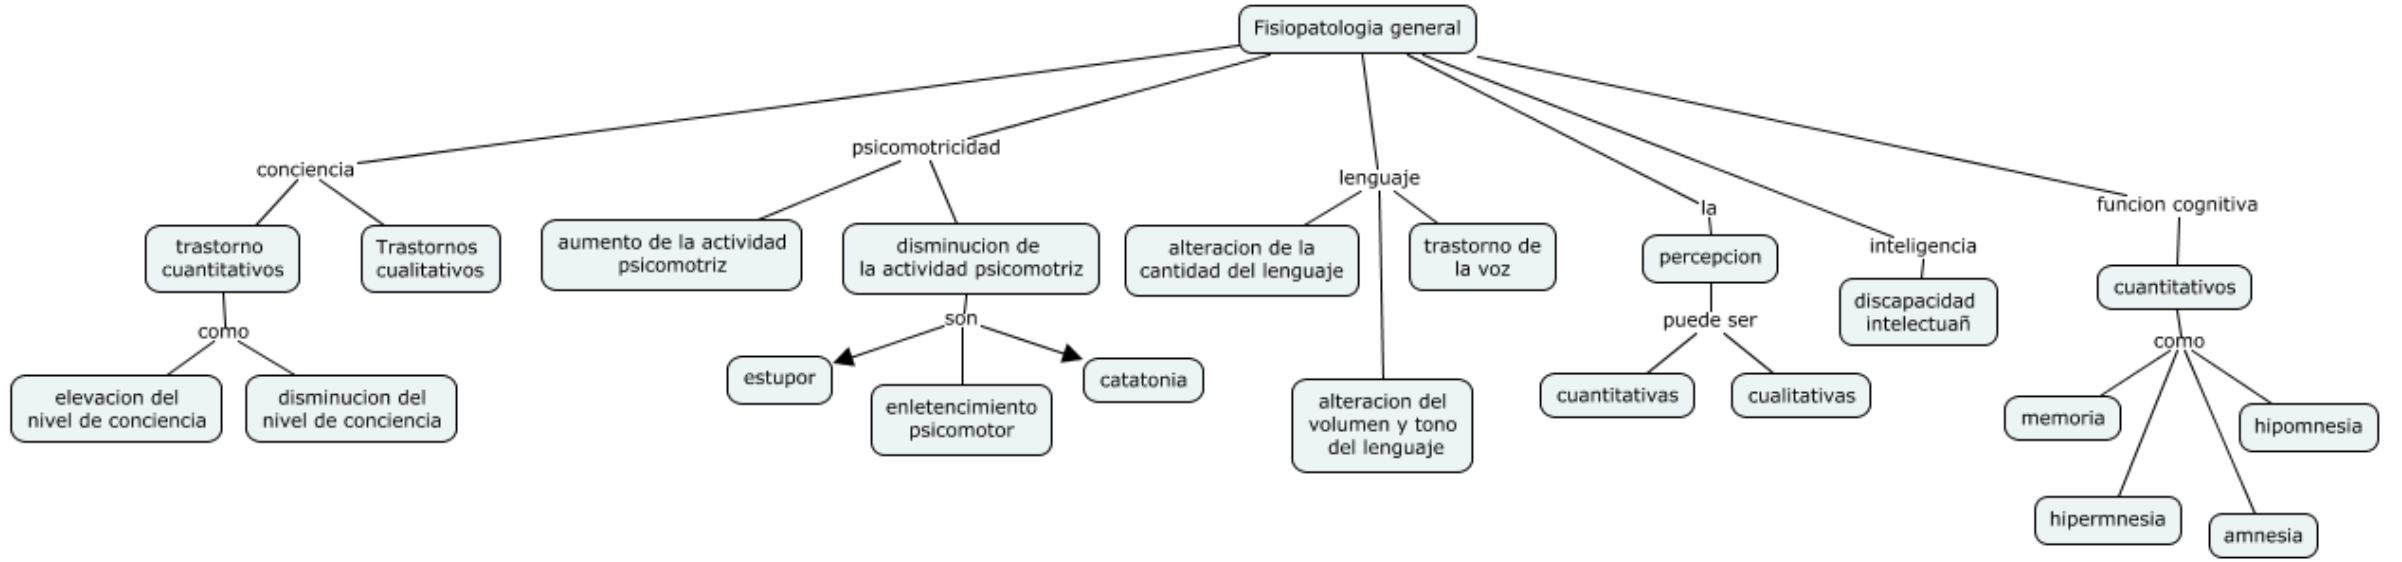 Fisiopatologia general
conciencia
psicomotricidad
lenguaje
la
inteligencia
funcion cognitiva
trastorno
cuantitativos
Trastornos
cualitativos
aumento de la actividad
psicomotriz
disminucion de
la actividad psicomotriz
alteracion de la
cantidad del lenguaje
trastorno de
la voz
percepcion
discapacidad
intelectuañ
cuantitativos
como
son
puede ser
como
elevacion del
nivel de conciencia
disminucion del
nivel de conciencia
estupor
enletencimiento
psicomotor
catatonia
alteracion del
volumen y tono
del lenguaje
cuantitativas
cualitativas
memoria
hipomnesia
hipermnesia
amnesia